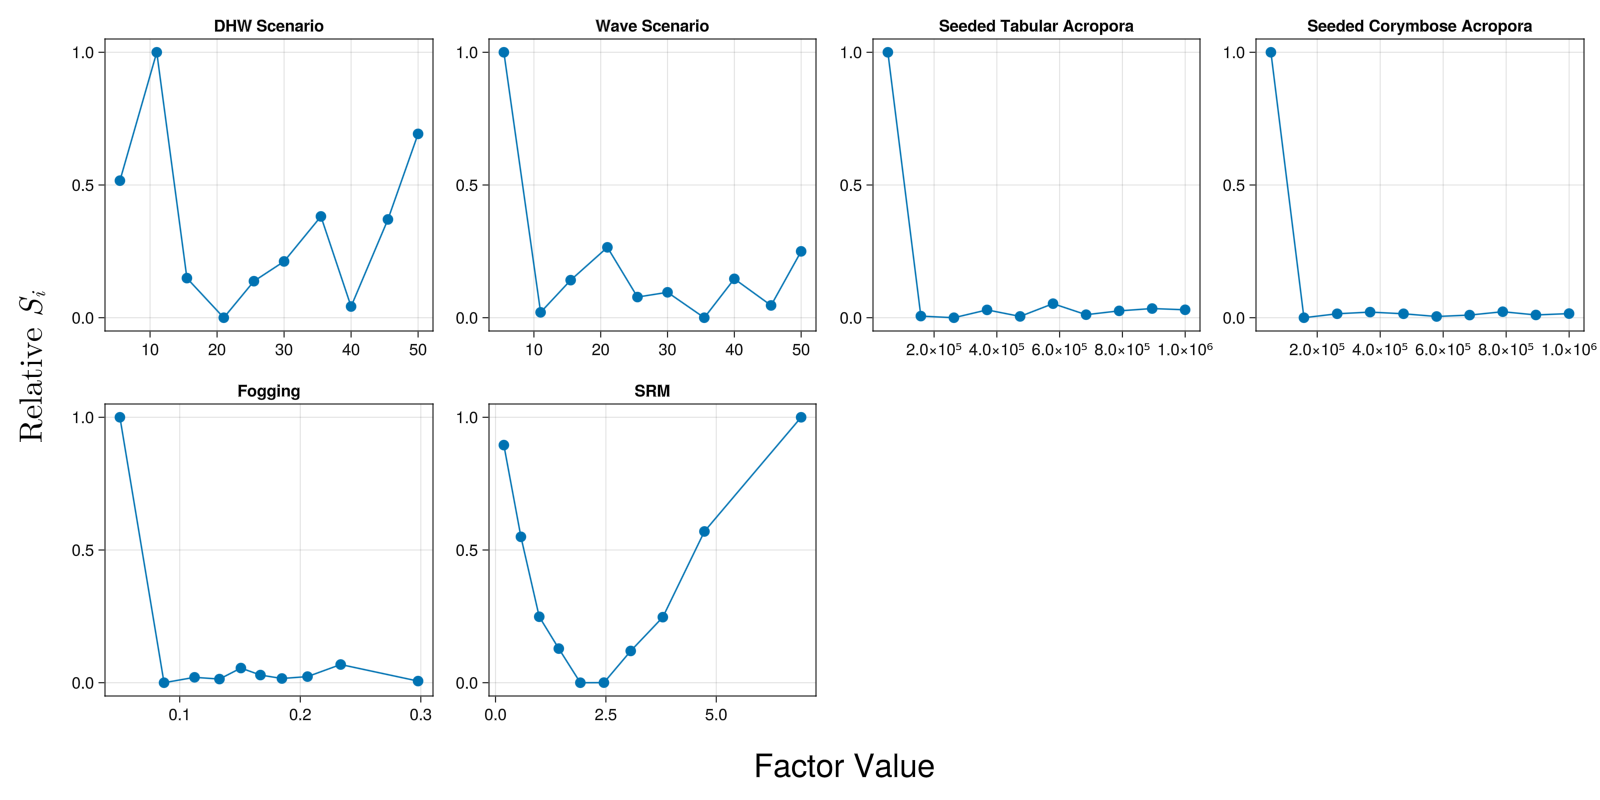 DHW Scenario
Wave Scenario
Seeded Tabular Acropora
Seeded Corymbose Acropora
1.0
0.5
0.0
10 20 30 40 50
1.0
0.5
0.0
10 20 30 40 50
1.0
0.5
0.0
2.0×10⁵ 4.0×10⁵ 6.0×10⁵ 8.0×10⁵ 1.0×10⁶
1.0
0.5
0.0
2.0×10⁵ 4.0×10⁵ 6.0×10⁵ 8.0×10⁵ 1.0×10⁶
Relative Sᵢ
Fogging
SRM
1.0
0.5
0.0
0.1 0.2 0.3
1.0
0.5
0.0
0.0 2.5 5.0
Factor Value